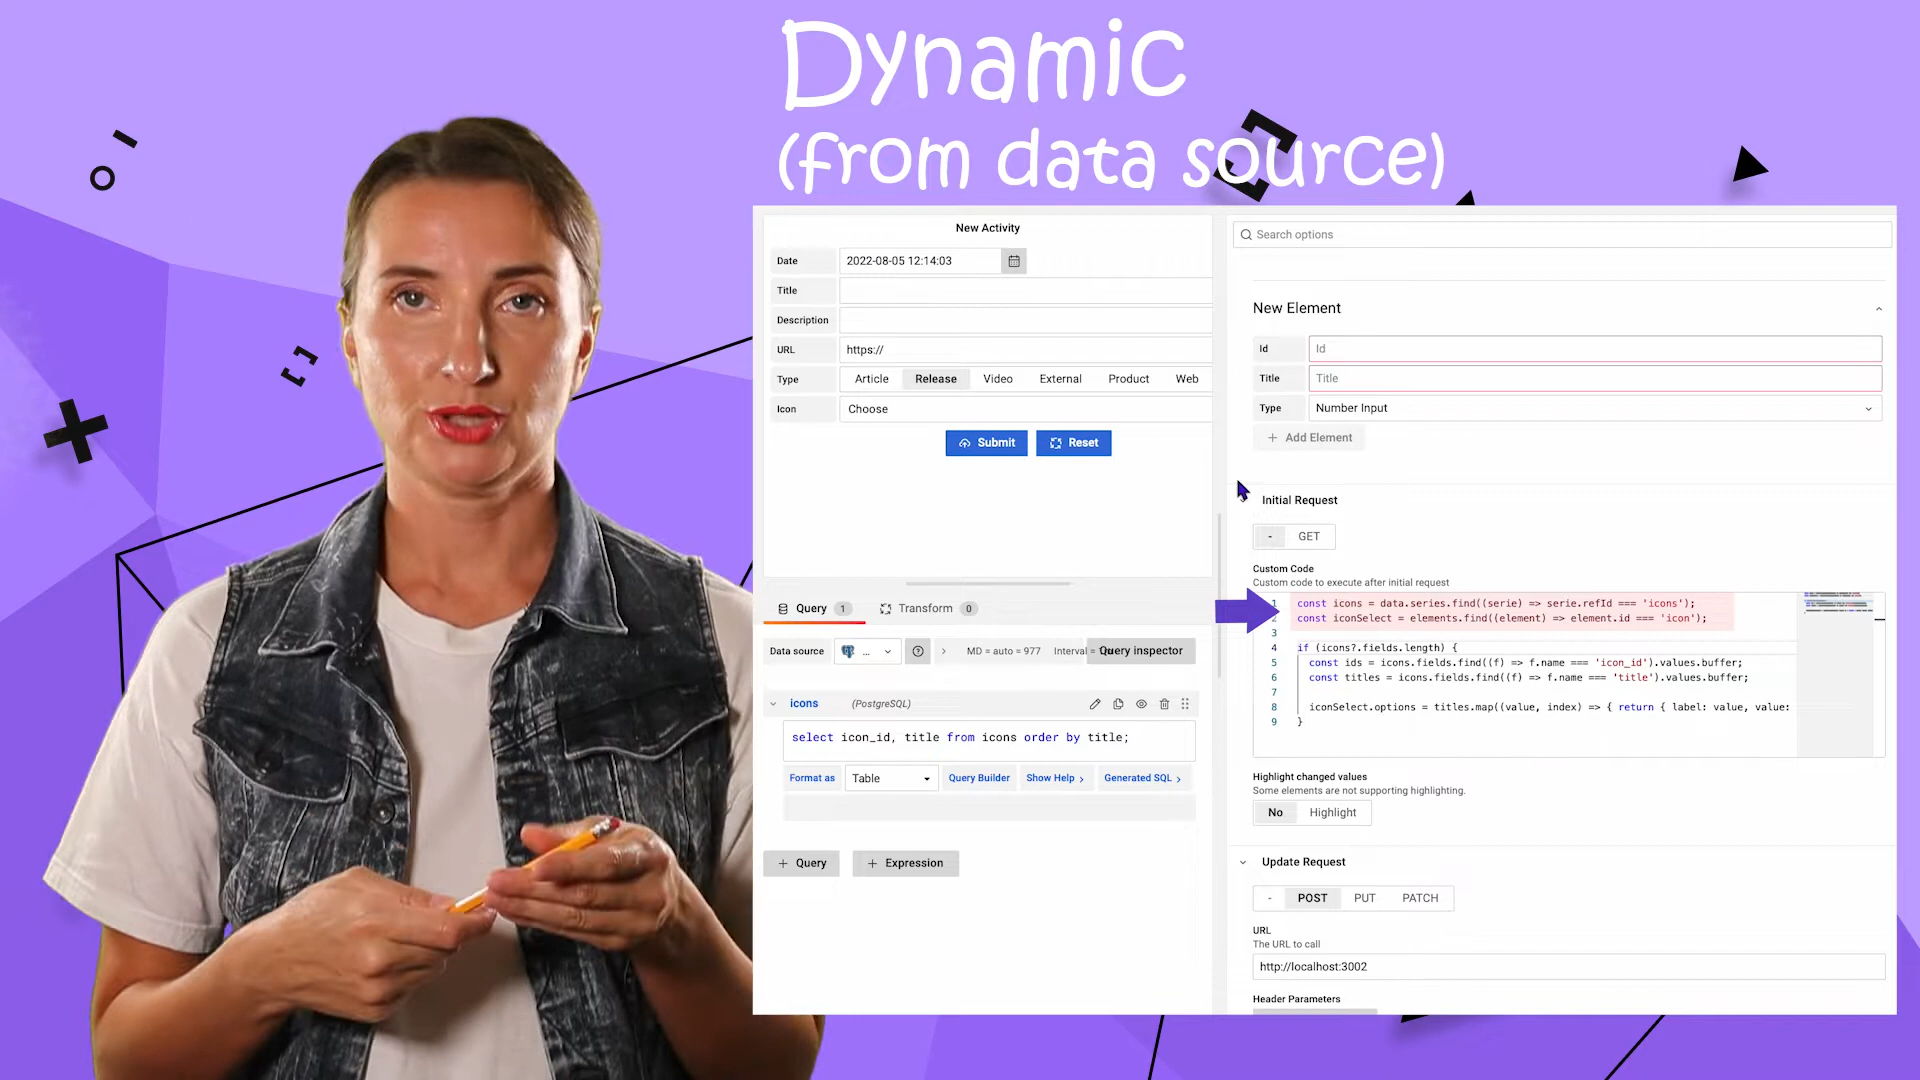 Dynamic
(from data source)
New Activity
Date
2022-08-05 12:14:03
Title
Description
URL
https://
Type
Article
Release
Video
External
Product
Web
Icon
Choose
Submit
Reset
Query 1
Transform 0
Data source
...
MD = auto = 977
Interval =
Query inspector
icons
(PostgreSQL)
select icon_id, title from icons order by title;
Format as
Table
Query Builder
Show Help
Generated SQL
+ Query
+ Expression
Search options
New Element
Id
Id
Title
Title
Type
Number Input
+ Add Element
Initial Request
-
GET
Custom Code
Custom code to execute after initial request
1 const icons = data.series.find((serie) => serie.refId === 'icons');
2 const iconSelect = elements.find((element) => element.id === 'icon');
3
4 if (icons?.fields.length) {
5 const ids = icons.fields.find((f) => f.name === 'icon_id').values.buffer;
6 const titles = icons.fields.find((f) => f.name === 'title').values.buffer;
7
8 iconSelect.options = titles.map((value, index) => { return { label: value, value:
9 }
Highlight changed values
Some elements are not supporting highlighting.
No
Highlight
Update Request
-
POST
PUT
PATCH
URL
The URL to call
http://localhost:3002
Header Parameters